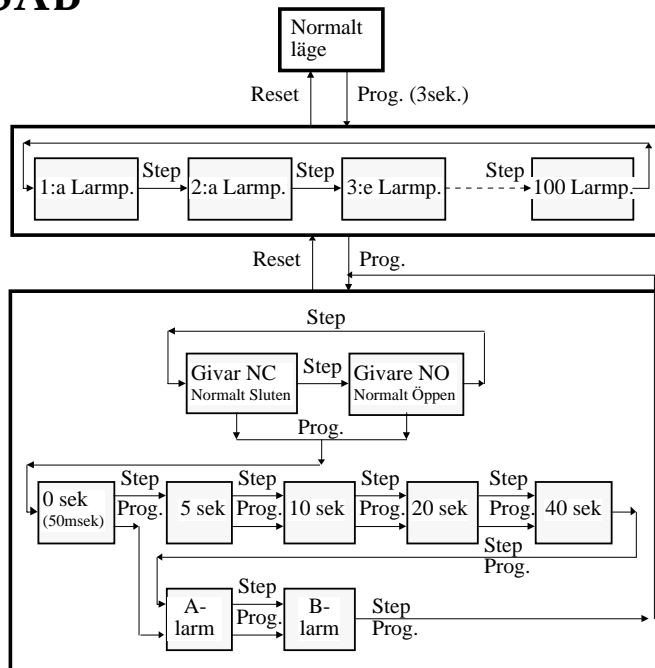 Normalt
läge
Reset
Prog. (3sek.)
Step
Step
Step
1:a Larmp.
2:a Larmp.
3:e Larmp.
100 Larmp.
Reset
Prog.
Step
Givar NC
Normalt Sluten
Step
Givare NO
Normalt Öppen
Prog.
0 sek
(50msek)
Step
Prog.
5 sek
Step
Prog.
10 sek
Step
Prog.
20 sek
Step
Prog.
40 sek
Step
Prog.
A-
larm
Step
Prog.
B-
larm
Step
Prog.